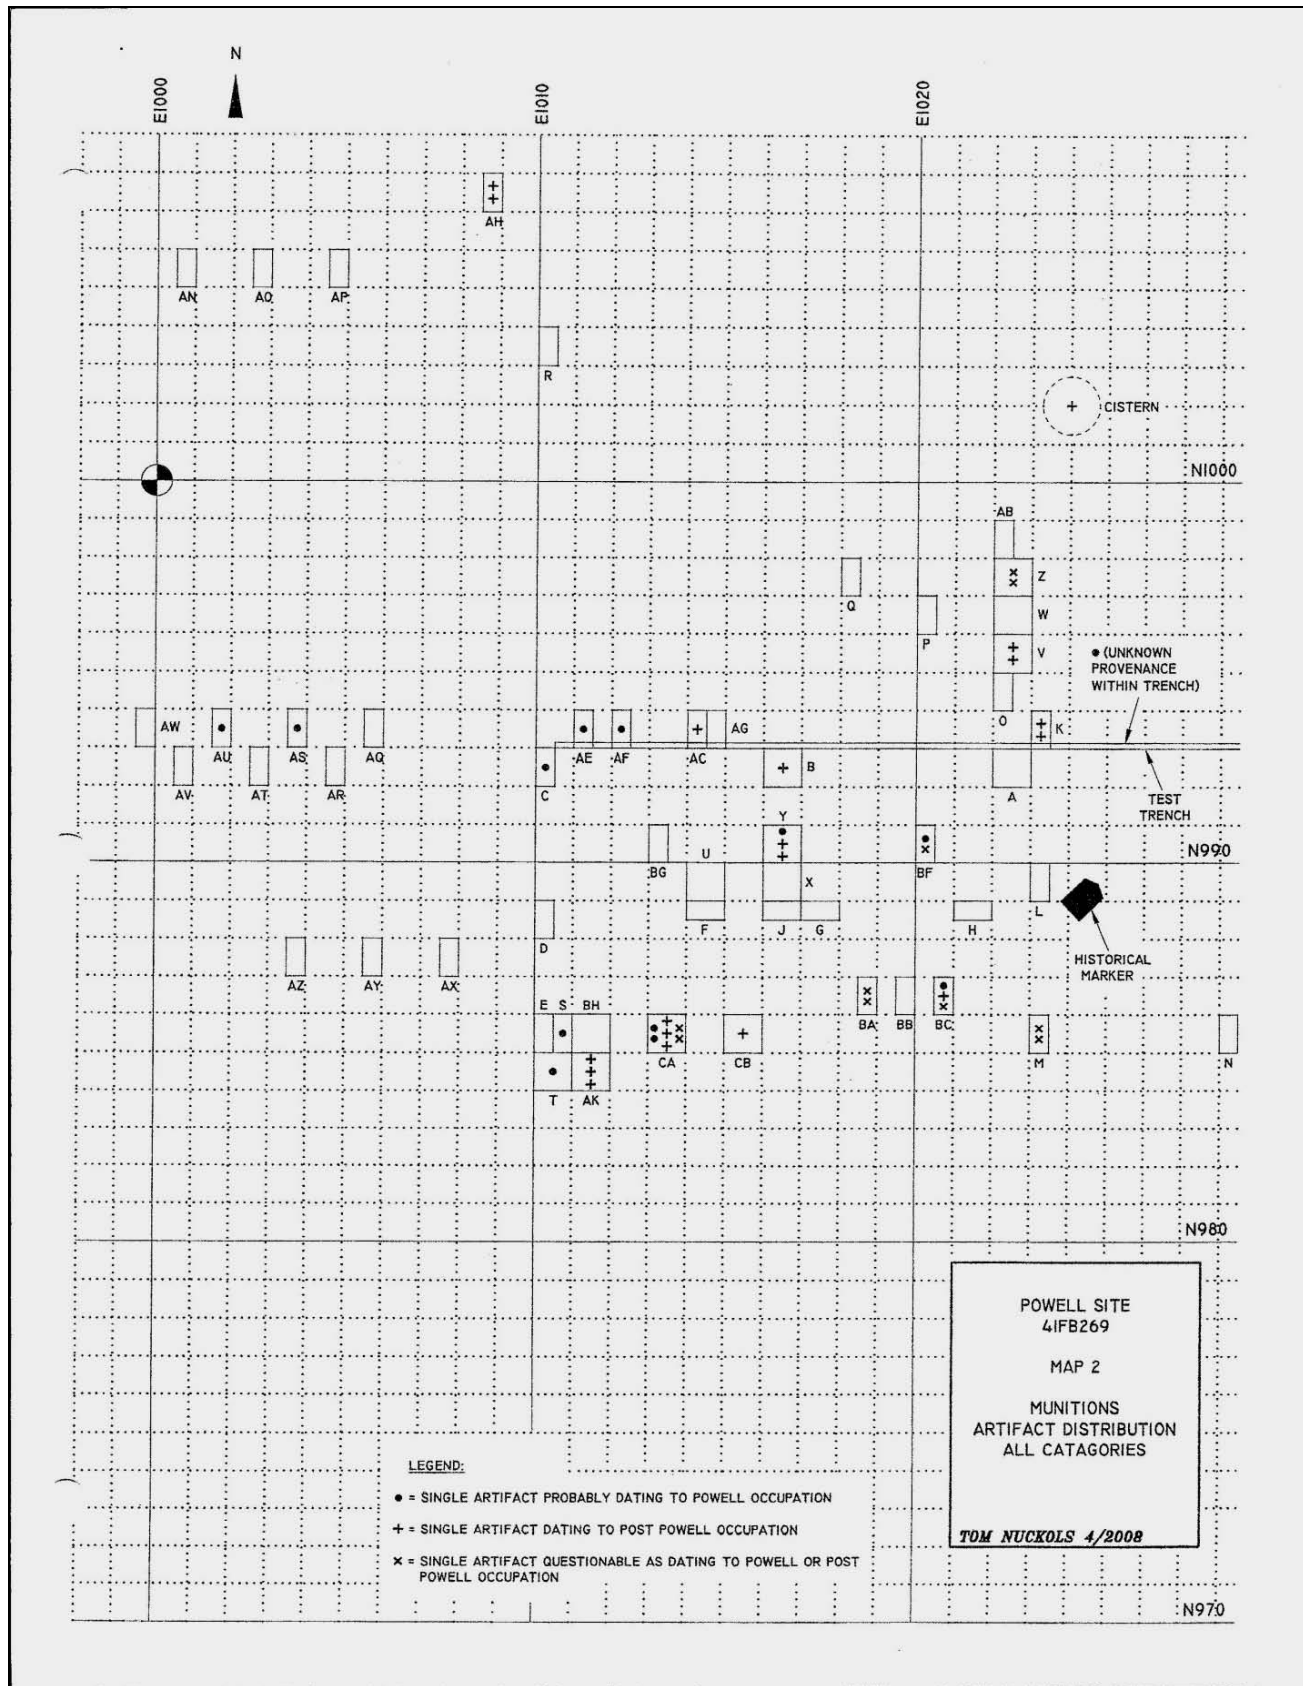 N
E1000
E1010
E1020
AH
AN
AO
AP
R
CISTERN
N1000
AB
Z
Q
W
P
V
● (UNKNOWN
PROVENANCE
WITHIN TRENCH)
O
AW
AG
K
AU
AS
AQ
AE
AF
AC
B
AV
AT
AR
C
A
TEST
TRENCH
Y
U
N990
BG
X
BF
L
F
J
G
H
D
HISTORICAL
MARKER
AZ
AY
AX
E
S
BH
BA
BB
BC
CA
CB
M
N
T
AK
N980
POWELL SITE
41FB269
MAP 2
MUNITIONS
ARTIFACT DISTRIBUTION
ALL CATAGORIES
TOM NUCKOLS 4/2008
LEGEND:
● = SINGLE ARTIFACT PROBABLY DATING TO POWELL OCCUPATION
+ = SINGLE ARTIFACT DATING TO POST POWELL OCCUPATION
x = SINGLE ARTIFACT QUESTIONABLE AS DATING TO POWELL OR POST
POWELL OCCUPATION
N970